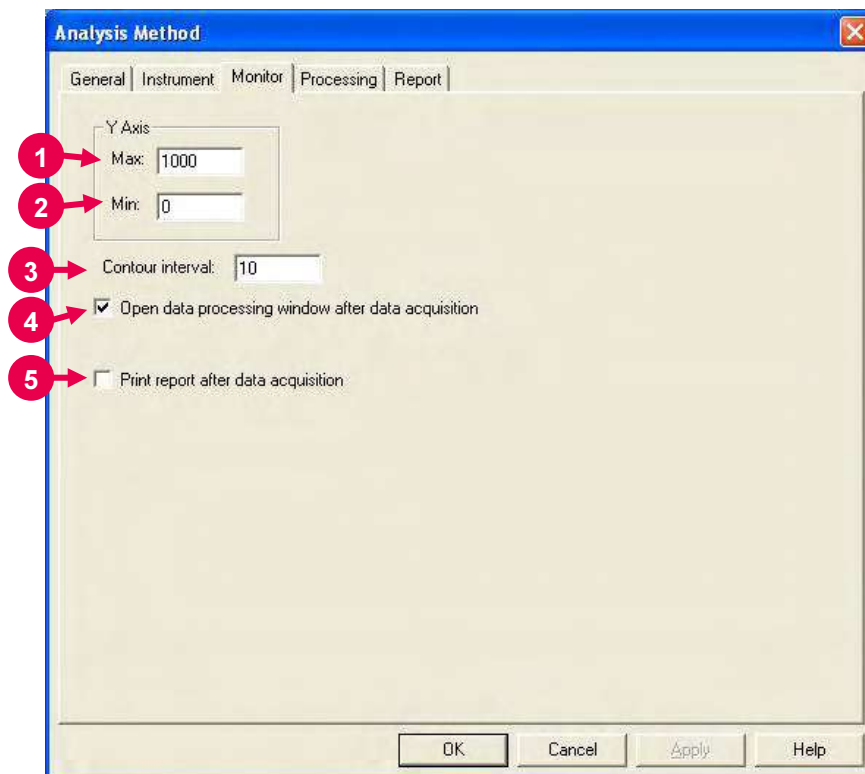 Analysis Method
General Instrument Monitor Processing Report
Y Axis
1 Max: 1000
2 Min: 0
3 Contour interval: 10
4 Open data processing window after data acquisition
5 Print report after data acquisition
OK Cancel Apply Help